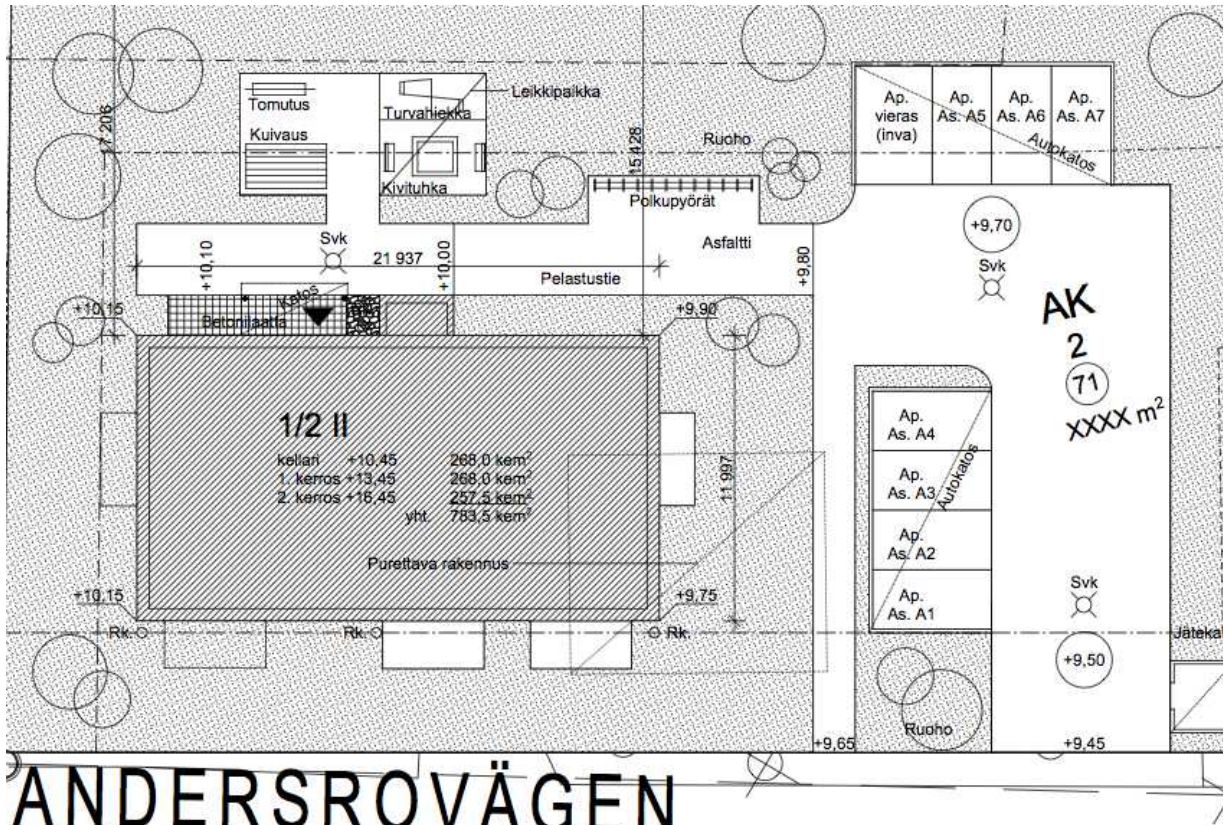 Tomutus
Kuivaus
Turvahiekka
Kivituhka
Leikkipaikka
17 206
15 428
Ruoho
Polkupyörät
Ap.
vieras
(inva)
Ap.
As. A5
Ap.
As. A6
Ap.
As. A7
Autokatos
+9,70
Svk
Svk
21 937
+10,10
+10,00
Asfaltti
Pelastustie
+9,80
Katos
Betonilaatta
+10,15
+9,90
AK
2
71
XXXX m²
1/2 II
kellari +10,45 268,0 kem²
1. kerros +13,45 268,0 kem²
2. kerros +16,45 257,5 kem²
yht. 793,5 kem²
11 997
Purettava rakennus
Ap.
As. A4
Ap.
As. A3
Ap.
As. A2
Ap.
As. A1
Autokatos
+10,15
+9,75
Rk.
Rk.
Rk.
Svk
+9,50
Jätekat
Ruoho
+9,65
+9,45
ANDERSROVÄGEN